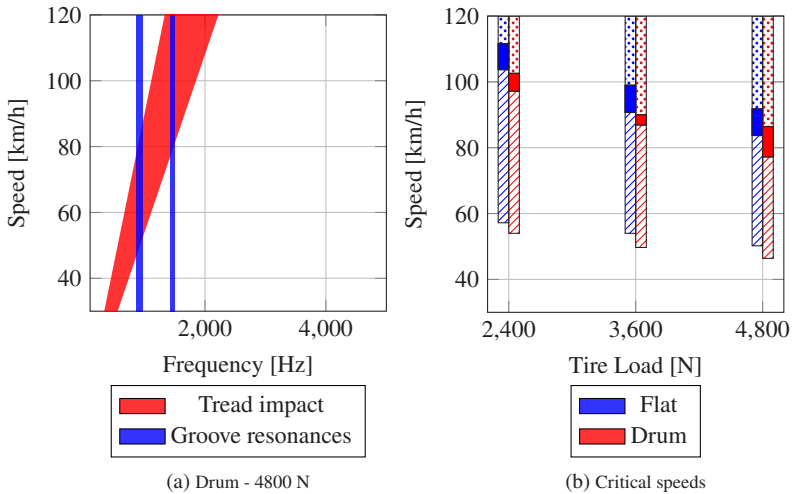 120
100
80
60
40
Speed [km/h]
2,000
4,000
Frequency [Hz]
Tread impact
Groove resonances
(a) Drum - 4800 N
120
100
80
60
40
Speed [km/h]
2,400
3,600
4,800
Tire Load [N]
Flat
Drum
(b) Critical speeds